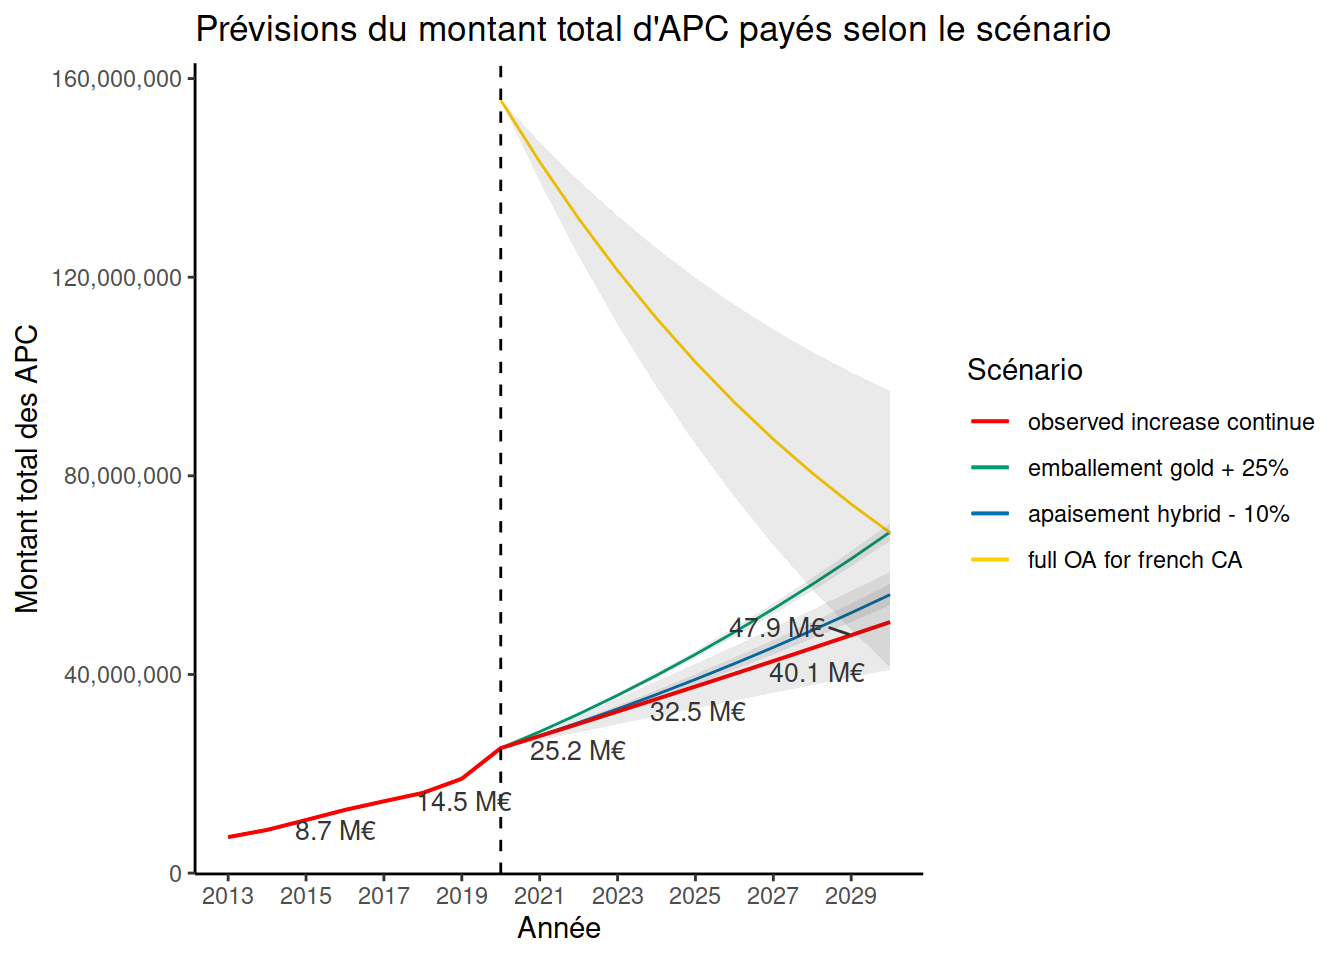 Prévisions du montant total d'APC payés selon le scénario
Montant total des APC
160,000,000
120,000,000
80,000,000
40,000,000
0
47.9 M€
40.1 M€
32.5 M€
25.2 M€
14.5 M€
8.7 M€
2013 2015 2017 2019 2021 2023 2025 2027 2029
Année
Scénario
observed increase continue
emballement gold + 25%
apaisement hybrid - 10%
full OA for french CA